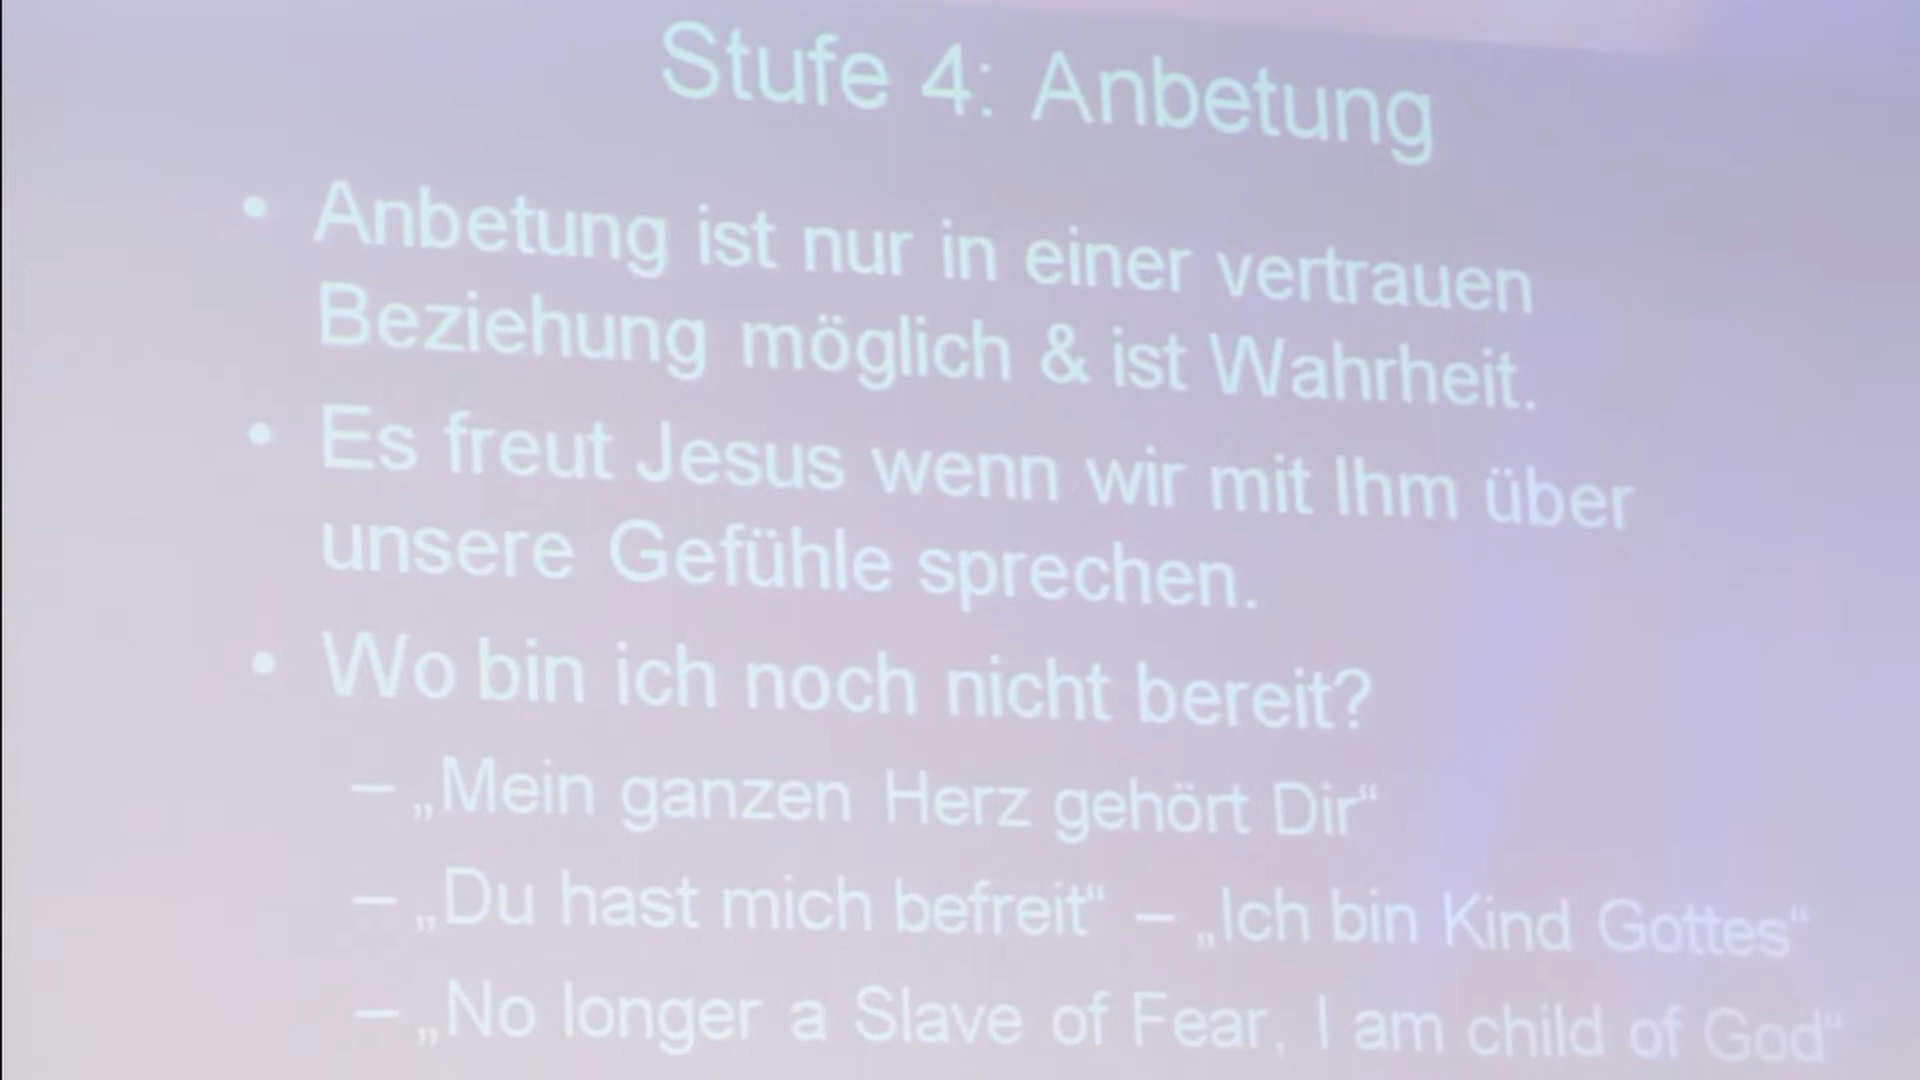 Stufe 4: Anbetung
• Anbetung ist nur in einer vertrauen
Beziehung möglich & ist Wahrheit.
• Es freut Jesus wenn wir mit Ihm über
unsere Gefühle sprechen.
• Wo bin ich noch nicht bereit?
– „Mein ganzen Herz gehört Dir“
– „Du hast mich befreit“ – „Ich bin Kind Gottes“
– „No longer a Slave of Fear, I am child of God“